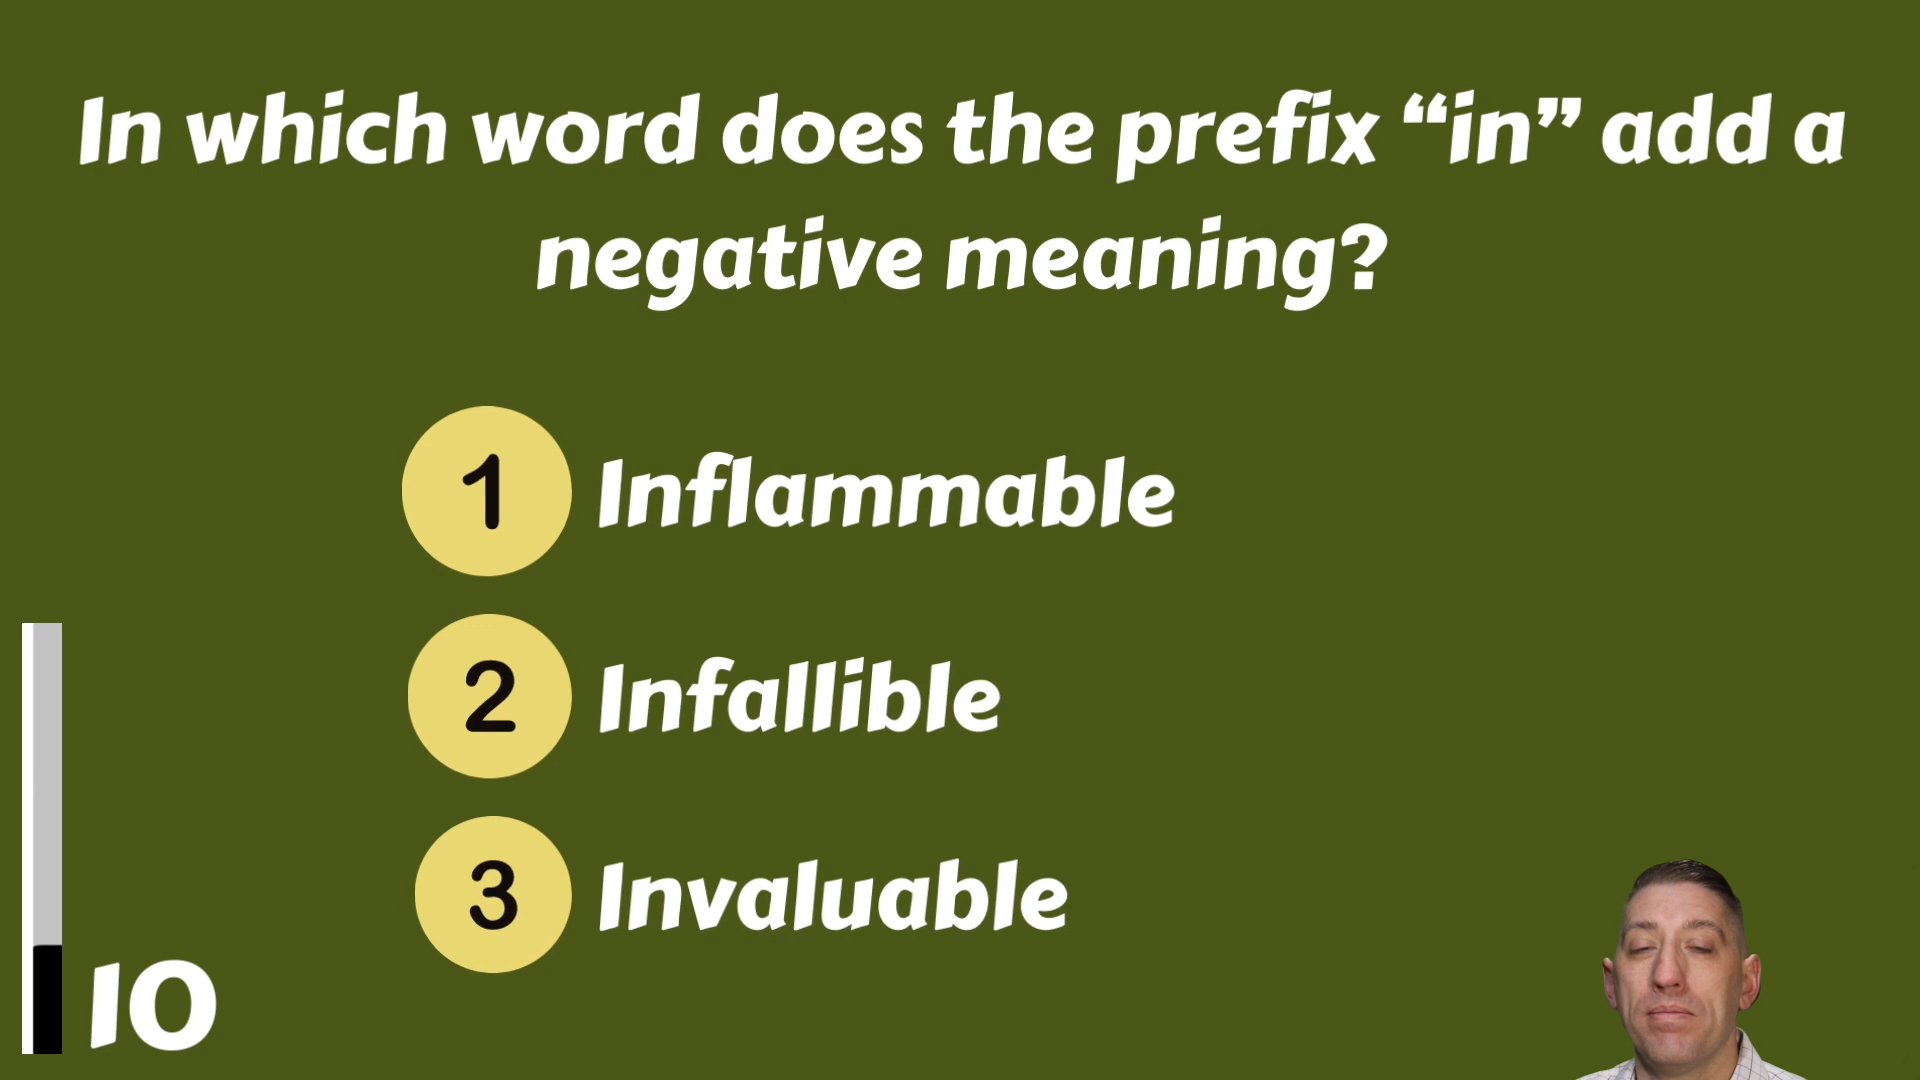 In which word does the prefix “in” add a
negative meaning?
1 Inflammable
2 Infallible
3 Invaluable
10